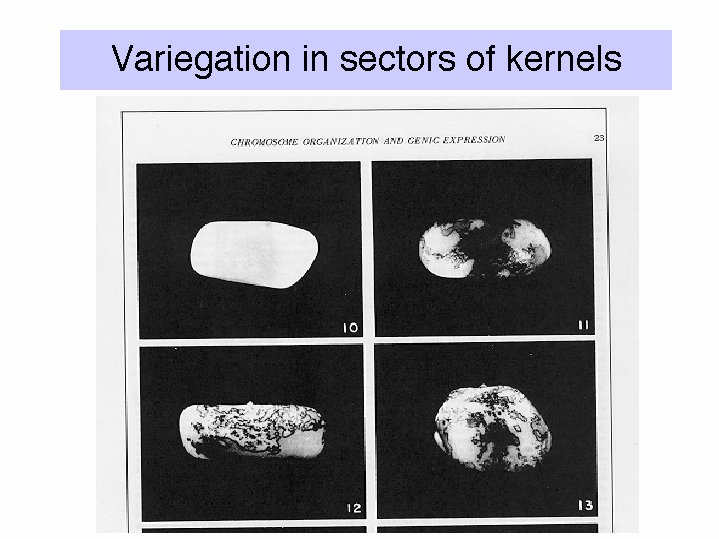 Variegation in sectors of kernels
CHROMOSOME ORGANIZATION AND GENIC EXPRESSION 23
10
11
12
13